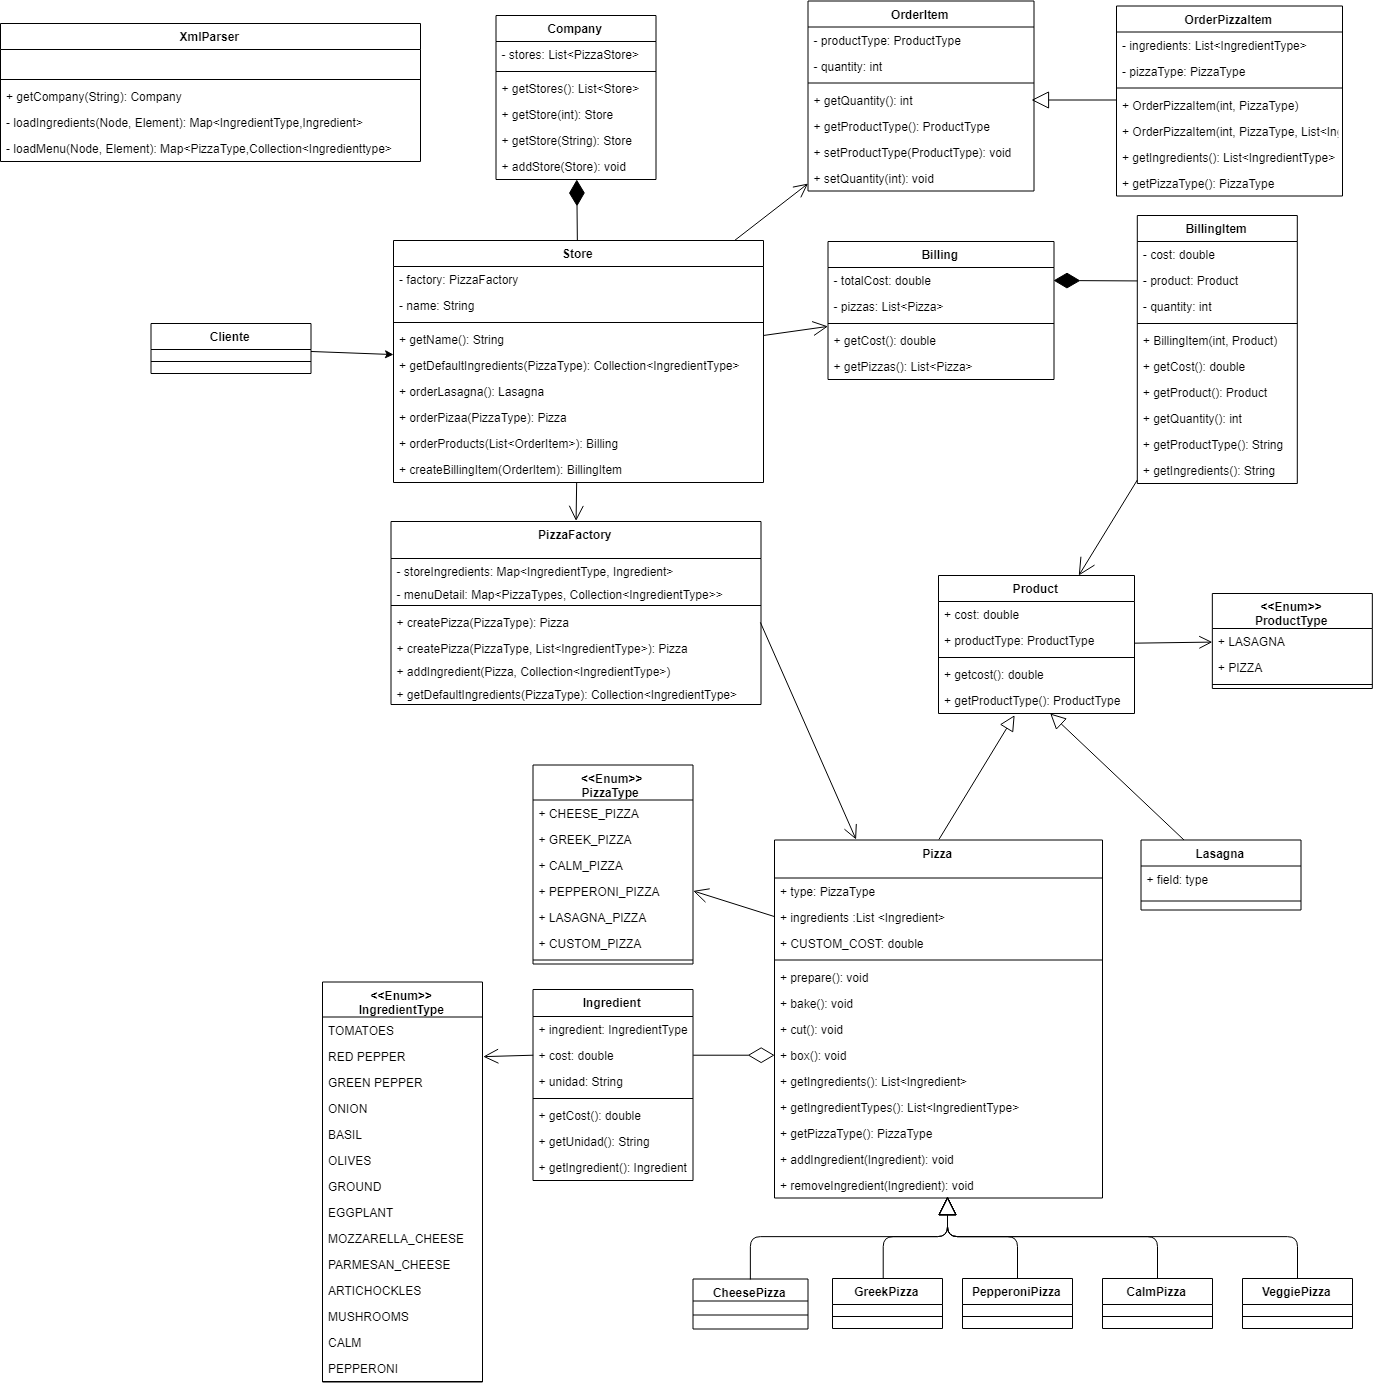 XmlParser
+ getCompany(String): Company
- loadIngredients(Node, Element): Map<IngredientType,Ingredient>
- loadMenu(Node, Element): Map<PizzaType,Collection<Ingredienttype>
Company
- stores: List<PizzaStore>
+ getStores(): List<Store>
+ getStore(int): Store
+ getStore(String): Store
+ addStore(Store): void
OrderItem
- productType: ProductType
- quantity: int
+ getQuantity(): int
+ getProductType(): ProductType
+ setProductType(ProductType): void
+ setQuantity(int): void
OrderPizzaItem
- ingredients: List<IngredientType>
- pizzaType: PizzaType
+ OrderPizzaItem(int, PizzaType)
+ OrderPizzaItem(int, PizzaType, List<In
+ getIngredients(): List<IngredientType>
+ getPizzaType(): PizzaType
Cliente
Store
- factory: PizzaFactory
- name: String
+ getName(): String
+ getDefaultIngredients(PizzaType): Collection<IngredientType>
+ orderLasagna(): Lasagna
+ orderPizaa(PizzaType): Pizza
+ orderProducts(List<OrderItem>): Billing
+ createBillingItem(OrderItem): BillingItem
Billing
- totalCost: double
- pizzas: List<Pizza>
+ getCost(): double
+ getPizzas(): List<Pizza>
BillingItem
- cost: double
- product: Product
- quantity: int
+ BillingItem(int, Product)
+ getCost(): double
+ getProduct(): Product
+ getQuantity(): int
+ getProductType(): String
+ getIngredients(): String
PizzaFactory
- storeIngredients: Map<IngredientType, Ingredient>
- menuDetail: Map<PizzaTypes, Collection<IngredientType>>
+ createPizza(PizzaType): Pizza
+ createPizza(PizzaType, List<IngredientType>): Pizza
+ addIngredient(Pizza, Collection<IngredientType>)
+ getDefaultIngredients(PizzaType): Collection<IngredientType>
Product
+ cost: double
+ productType: ProductType
+ getcost(): double
+ getProductType(): ProductType
<<Enum>>
ProductType
+ LASAGNA
+ PIZZA
<<Enum>>
PizzaType
+ CHEESE_PIZZA
+ GREEK_PIZZA
+ CALM_PIZZA
+ PEPPERONI_PIZZA
+ LASAGNA_PIZZA
+ CUSTOM_PIZZA
Pizza
+ type: PizzaType
+ ingredients :List <Ingredient>
+ CUSTOM_COST: double
+ prepare(): void
+ bake(): void
+ cut(): void
+ box(): void
+ getIngredients(): List<Ingredient>
+ getIngredientTypes(): List<IngredientType>
+ getPizzaType(): PizzaType
+ addIngredient(Ingredient): void
+ removeIngredient(Ingredient): void
Lasagna
+ field: type
<<Enum>>
IngredientType
TOMATOES
RED PEPPER
GREEN PEPPER
ONION
BASIL
OLIVES
GROUND
EGGPLANT
MOZZARELLA_CHEESE
PARMESAN_CHEESE
ARTICHOCKLES
MUSHROOMS
CALM
PEPPERONI
Ingredient
+ ingredient: IngredientType
+ cost: double
+ unidad: String
+ getCost(): double
+ getUnidad(): String
+ getIngredient(): Ingredient
CheesePizza
GreekPizza
PepperoniPizza
CalmPizza
VeggiePizza